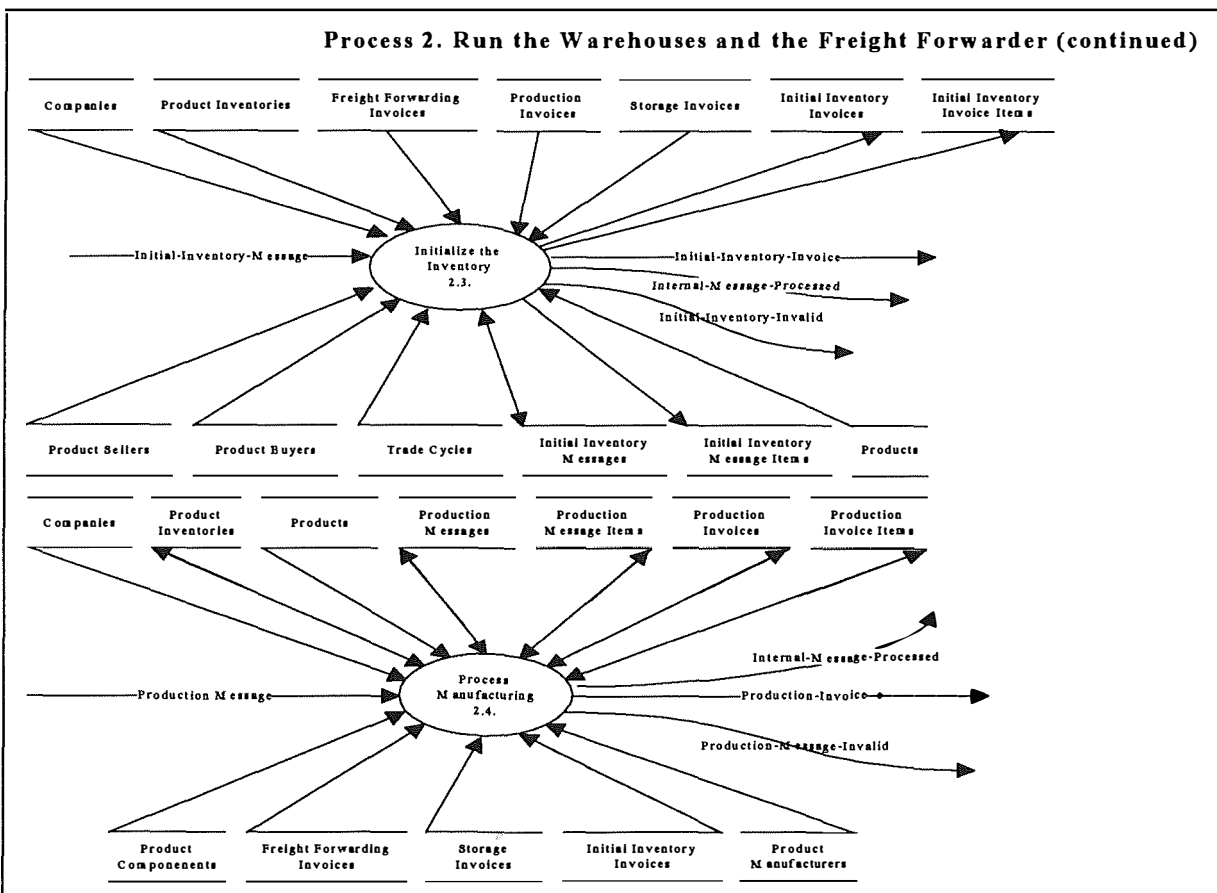 Process 2. Run the Warehouses and the Freight Forwarder (continued)
Companies
Product Inventories
Freight Forwarding
Invoices
Production
Invoices
Storage Invoices
Initial Inventory
Invoices
Initial Inventory
Invoice Items
Initial-Inventory-Message
Initialize the
Inventory
2.3.
Initial-Inventory-Invoice
Internal-Message-Processed
Initial-Inventory-Invalid
Product Sellers
Product Buyers
Trade Cycles
Initial Inventory
Messages
Initial Inventory
Message Items
Products
Companies
Product
Inventories
Products
Production
Messages
Production
Message Items
Production
Invoices
Production
Invoice Items
Production Message
Process
Manufacturing
2.4.
Internal-Message-Processed
Production-Invoice
Production-Message-Invalid
Product
Componenents
Freight Forwarding
Invoices
Storage
Invoices
Initial Inventory
Invoices
Product
Manufacturers